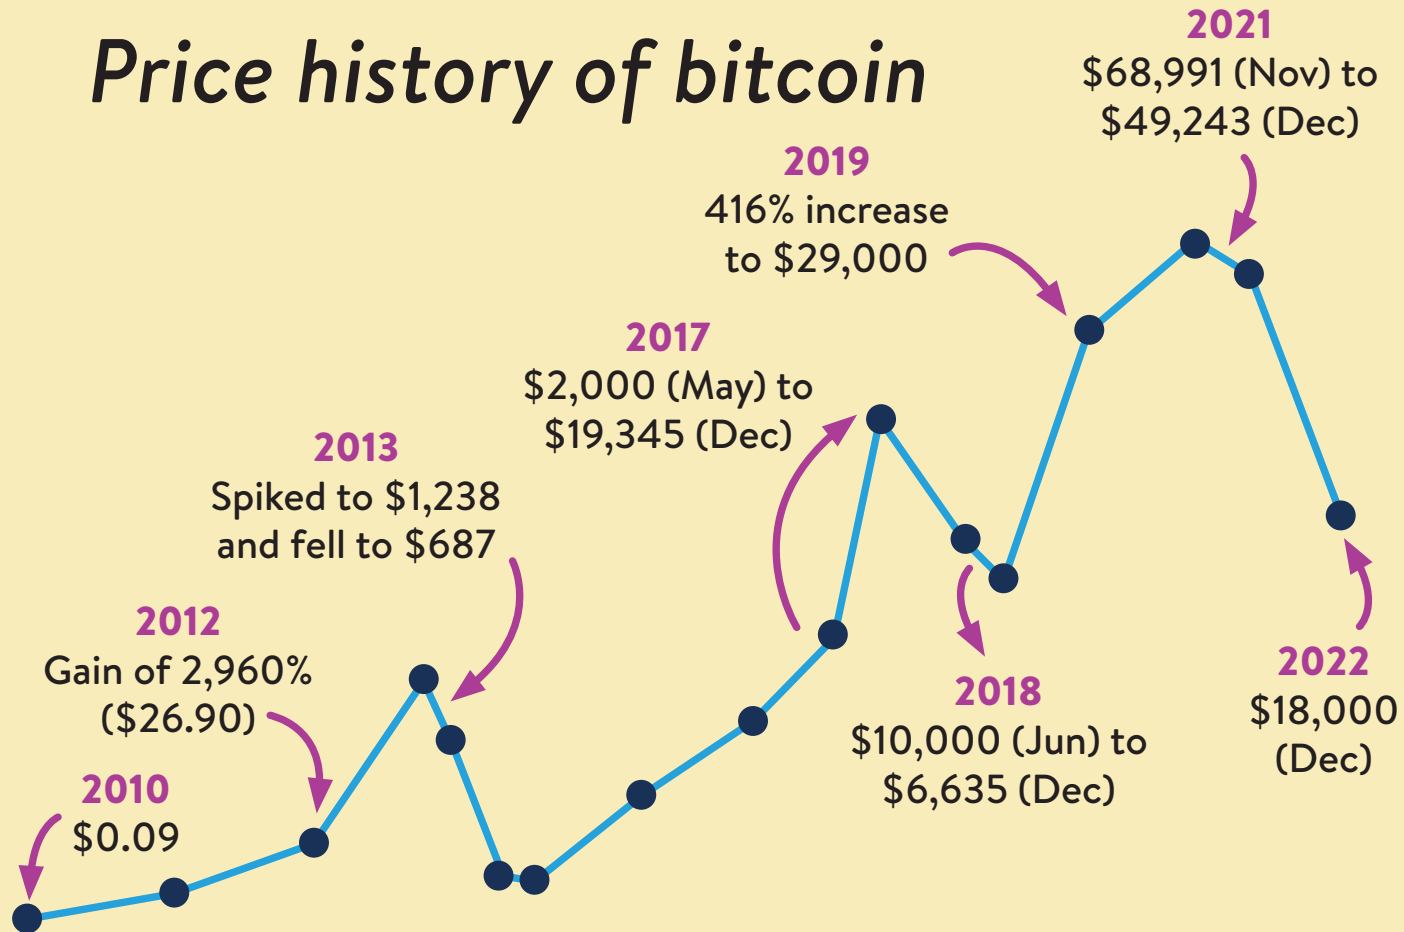 Price history of bitcoin
2010
$0.09
2012
Gain of 2,960%
($26.90)
2013
Spiked to $1,238
and fell to $687
2017
$2,000 (May) to
$19,345 (Dec)
2018
$10,000 (Jun) to
$6,635 (Dec)
2019
416% increase
to $29,000
2021
$68,991 (Nov) to
$49,243 (Dec)
2022
$18,000
(Dec)